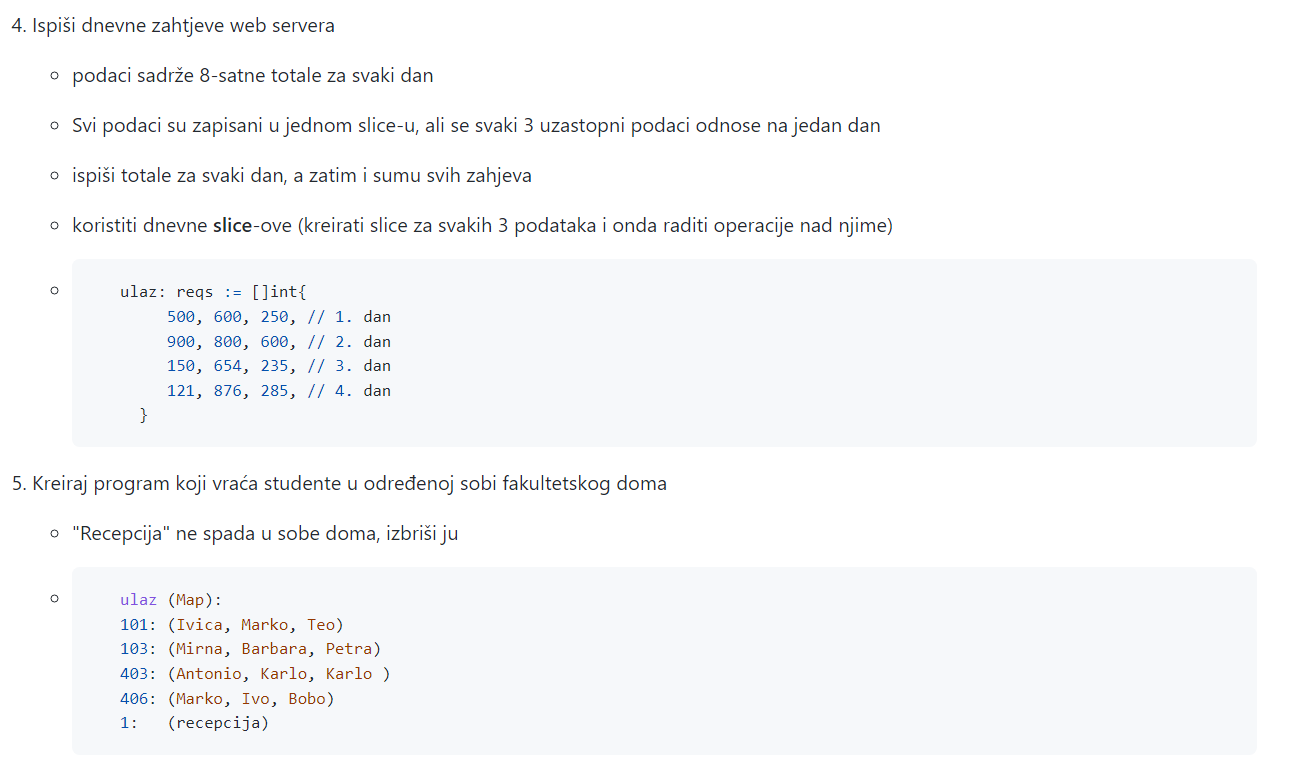 4. Ispiši dnevne zahtjeve web servera
podaci sadrže 8-satne totale za svaki dan
Svi podaci su zapisani u jednom slice-u, ali se svaki 3 uzastopni podaci odnose na jedan dan
ispiši totale za svaki dan, a zatim i sumu svih zahjeva
koristiti dnevne slice-ove (kreirati slice za svakih 3 podataka i onda raditi operacije nad njime)
ulaz: reqs := []int{
500, 600, 250, // 1. dan
900, 800, 600, // 2. dan
150, 654, 235, // 3. dan
121, 876, 285, // 4. dan
}
5. Kreiraj program koji vraća studente u određenoj sobi fakultetskog doma
"Recepcija" ne spada u sobe doma, izbriši ju
ulaz (Map):
101: (Ivica, Marko, Teo)
103: (Mirna, Barbara, Petra)
403: (Antonio, Karlo, Karlo )
406: (Marko, Ivo, Bobo)
1: (recepcija)